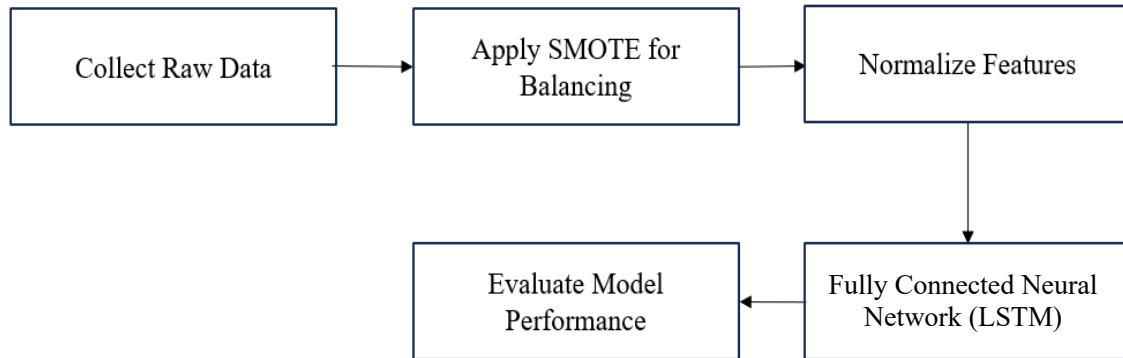 Collect Raw Data
Apply SMOTE for
Balancing
Normalize Features
Fully Connected Neural
Network (LSTM)
Evaluate Model
Performance